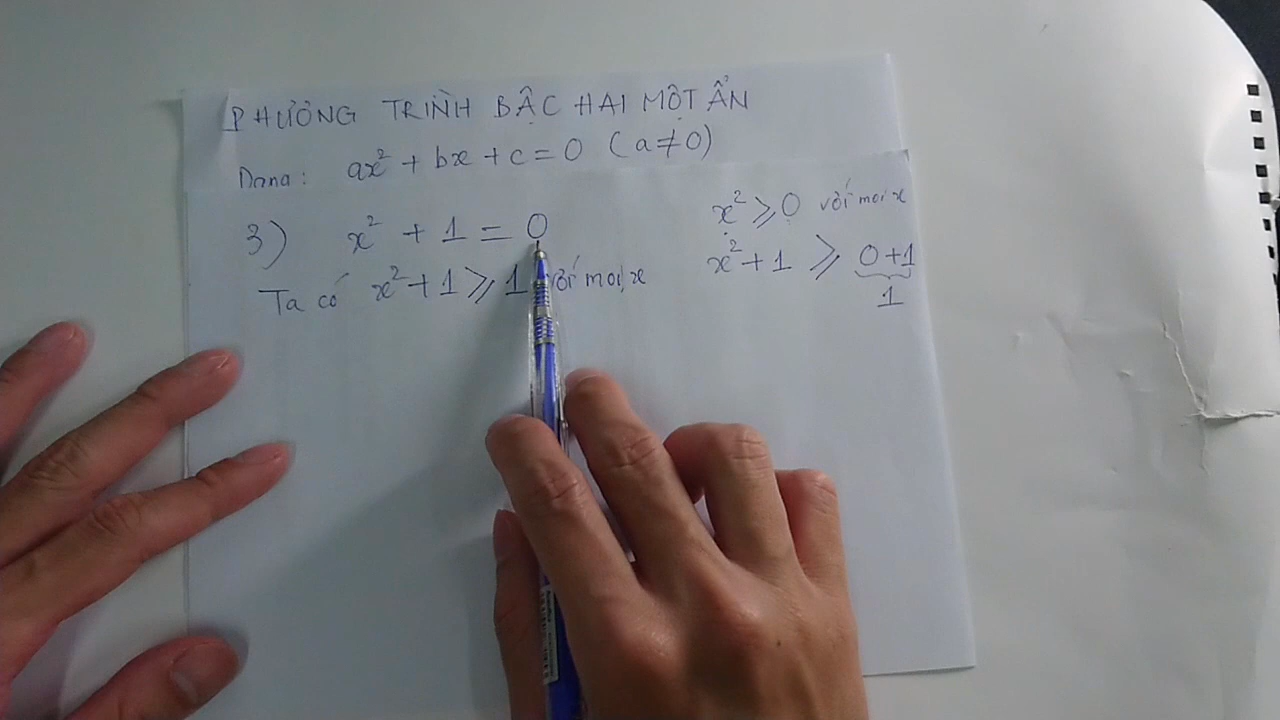 PHƯƠNG TRÌNH BẬC HAI MỘT ẨN
Dạng: ax² + bx + c = 0 (a ≠ 0)
3) x² + 1 = 0
Ta có x² + 1 ⩾ 1 với mọi x
x² ⩾ 0 với mọi x
x² + 1 ⩾ 0 + 1
1